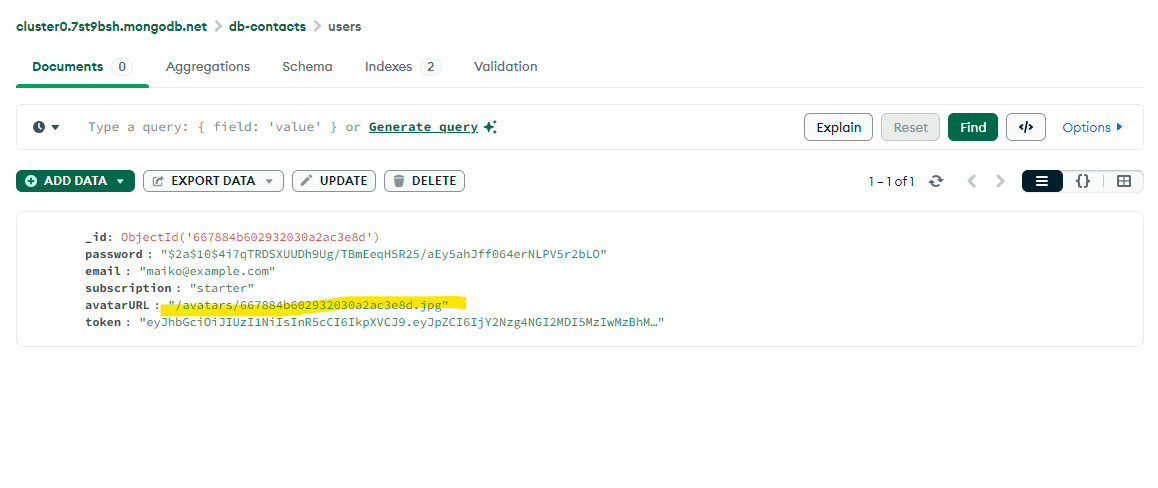 cluster0.7st9bsh.mongodb.net > db-contacts > users
Documents 0 Aggregations Schema Indexes 2 Validation
Type a query: { field: 'value' } or Generate query Explain Reset Find </> Options
ADD DATA EXPORT DATA UPDATE DELETE 1 – 1 of 1 {}
_id: ObjectId('667884b602932030a2ac3e8d')
password : "$2a$10$4i7qTRDSXUUDh9Ug/TBmEeqH5R25/aEy5ahJff064erNLPV5r2bLO"
email : "maiko@example.com"
subscription : "starter"
avatarURL : "/avatars/667884b602932030a2ac3e8d.jpg"
token : "eyJhbGciOiJIUzI1NiIsInR5cCI6IkpXVCJ9.eyJpZCI6IjY2Nzg4NGI2MDI5MzIwMzBhM…"